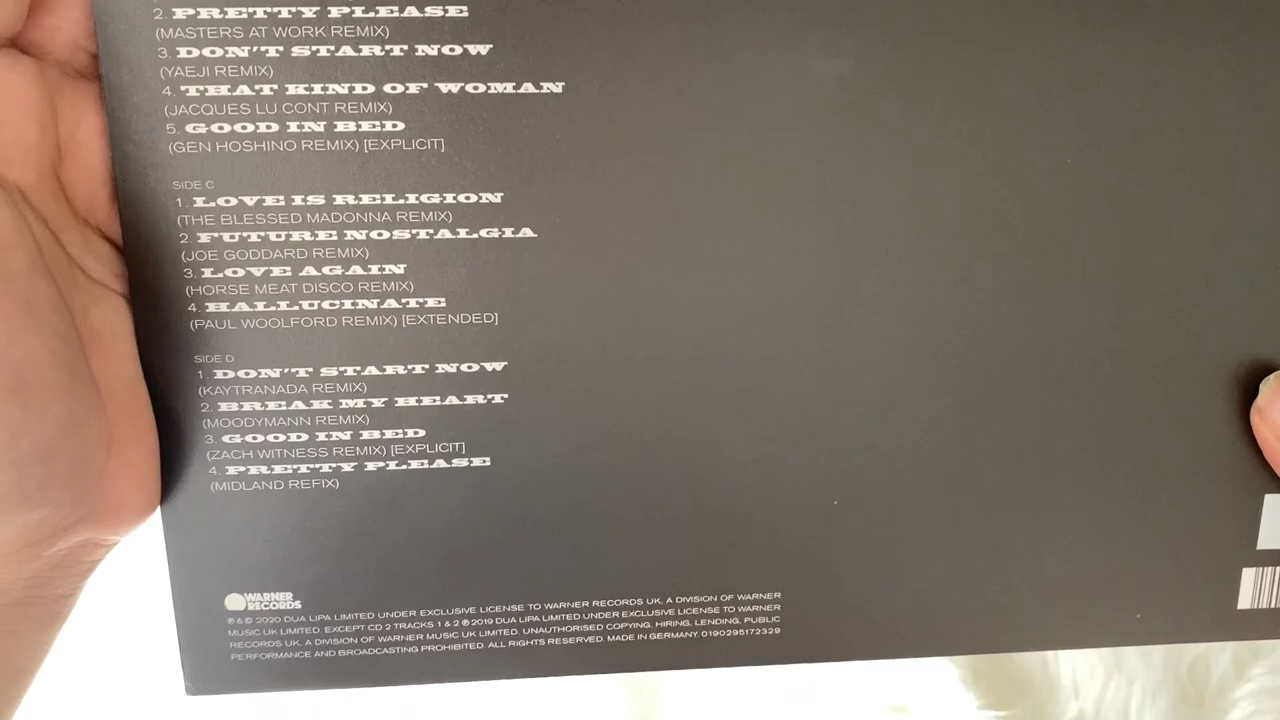 2. PRETTY PLEASE
(MASTERS AT WORK REMIX)
3. DON'T START NOW
(YAEJI REMIX)
4. THAT KIND OF WOMAN
(JACQUES LU CONT REMIX)
5. GOOD IN BED
(GEN HOSHINO REMIX) [EXPLICIT]
SIDE C
1. LOVE IS RELIGION
(THE BLESSED MADONNA REMIX)
2. FUTURE NOSTALGIA
(JOE GODDARD REMIX)
3. LOVE AGAIN
(HORSE MEAT DISCO REMIX)
4. HALLUCINATE
(PAUL WOOLFORD REMIX) [EXTENDED]
SIDE D
1. DON'T START NOW
(KAYTRANADA REMIX)
2. BREAK MY HEART
(MOODYMANN REMIX)
3. GOOD IN BED
(ZACH WITNESS REMIX) [EXPLICIT]
4. PRETTY PLEASE
(MIDLAND REFIX)
WARNER
RECORDS
℗ & © 2020 DUA LIPA LIMITED UNDER EXCLUSIVE LICENSE TO WARNER RECORDS UK, A DIVISION OF WARNER
MUSIC UK LIMITED. EXCEPT CD 2 TRACKS 1 & 2 ℗ 2019 DUA LIPA LIMITED UNDER EXCLUSIVE LICENSE TO WARNER
RECORDS UK, A DIVISION OF WARNER MUSIC UK LIMITED. UNAUTHORISED COPYING, HIRING, LENDING, PUBLIC
PERFORMANCE AND BROADCASTING PROHIBITED. ALL RIGHTS RESERVED. MADE IN GERMANY. 0190295172329